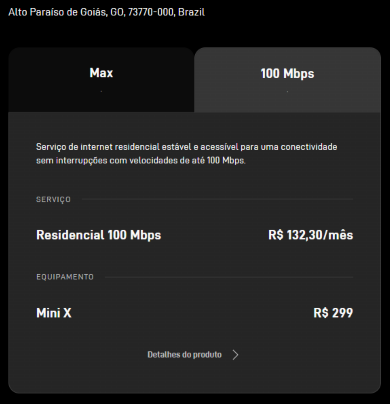 Alto Paraíso de Goiás, GO, 73770-000, Brazil
Max
100 Mbps
Serviço de internet residencial estável e acessível para uma conectividade
sem interrupções com velocidades de até 100 Mbps.
SERVIÇO
Residencial 100 Mbps R$ 132,30/mês
EQUIPAMENTO
Mini X R$ 299
Detalhes do produto